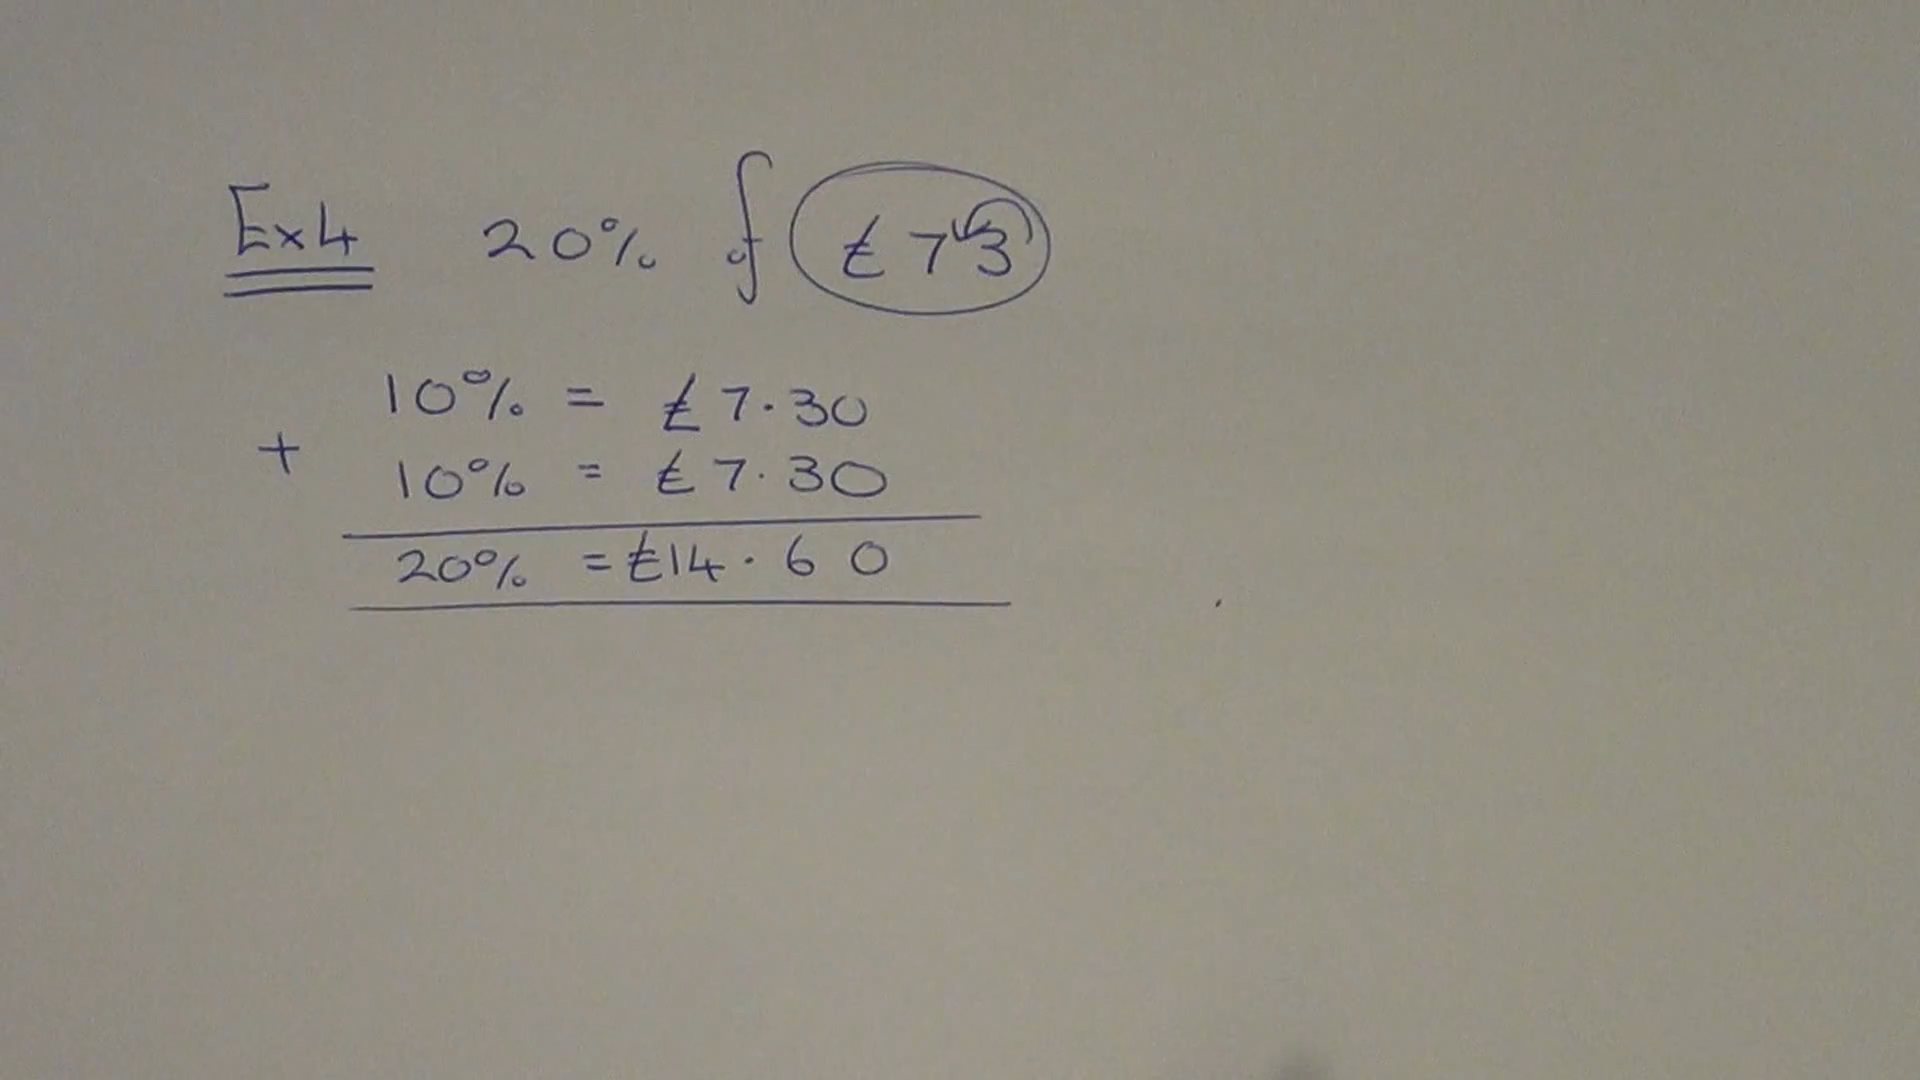 Ex4 20% of £73
10% = £7.30
+ 10% = £7.30
20% = £14.60